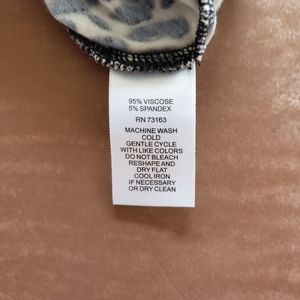 95% VISCOSE
5% SPANDEX
RN 73163
MACHINE WASH
COLD
GENTLE CYCLE
WITH LIKE COLORS
DO NOT BLEACH
RESHAPE AND
DRY FLAT
COOL IRON
IF NECESSARY
OR DRY CLEAN